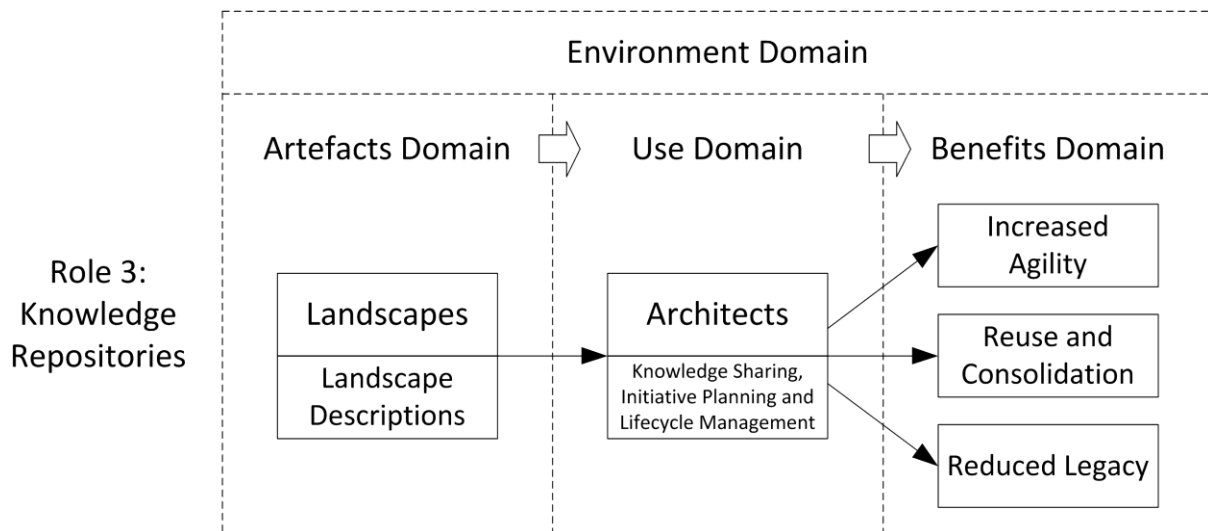 Environment Domain
Artefacts Domain
Use Domain
Benefits Domain
Role 3:
Knowledge
Repositories
Landscapes
Landscape
Descriptions
Architects
Knowledge Sharing,
Initiative Planning and
Lifecycle Management
Increased
Agility
Reuse and
Consolidation
Reduced Legacy